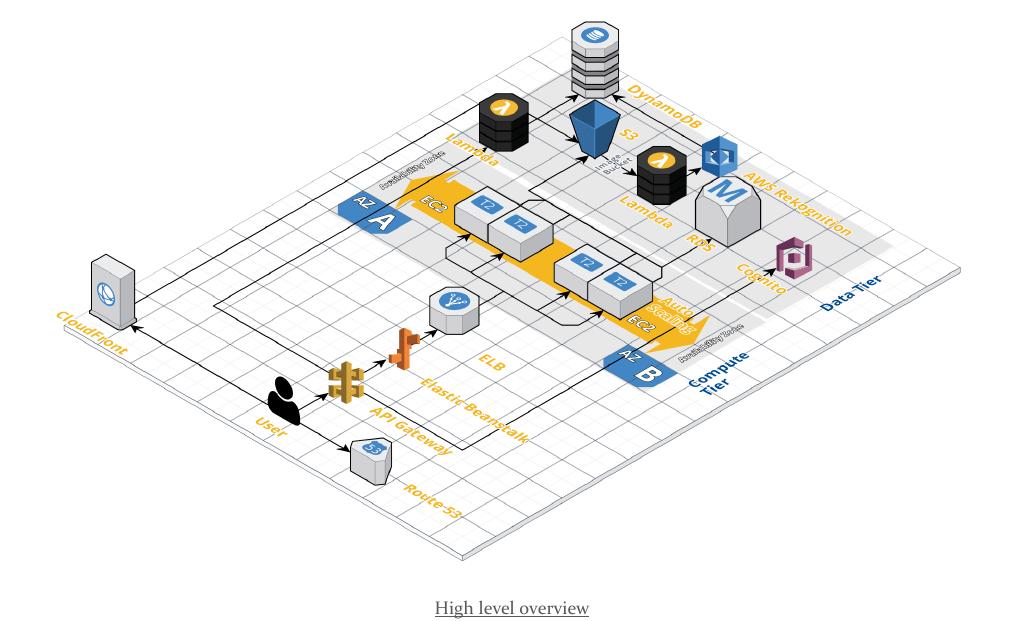 DynamoDB
S3
Lambda
Image
Bucket
AWS Rekognition
M
Lambda
RDS
Cognito
Data Tier
Availability Zone
AZ
A
EC2
T2
T2
T2
T2
Auto
Scaling
EC2
Availability Zone
AZ
B
Compute
Tier
CloudFront
ELB
Elastic Beanstalk
API Gateway
User
53
Route 53
High level overview